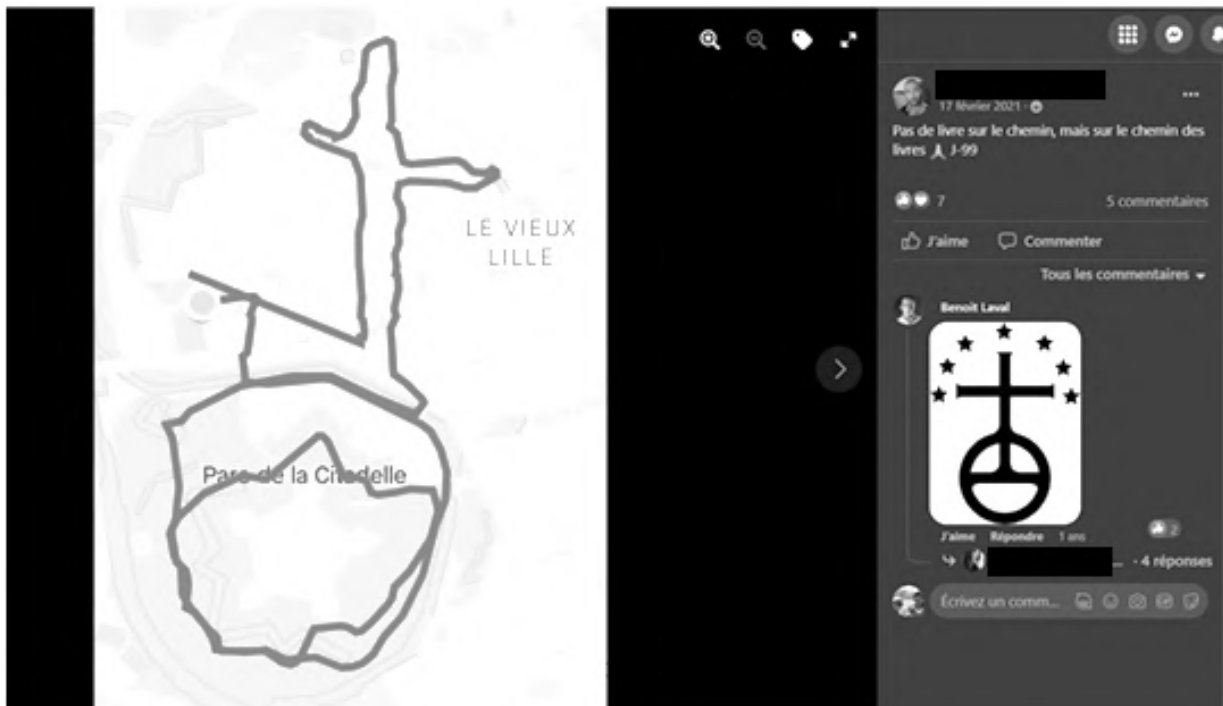 LE VIEUX
LILLE
Parc de la Citadelle
17 février 2021 ·
Pas de livre sur le chemin, mais sur le chemin des
livres J-99
7
5 commentaires
J'aime
Commenter
Tous les commentaires
Benoit Laval
J'aime Répondre 1 ans
2
... · 4 réponses
Écrivez un comm...
GIF